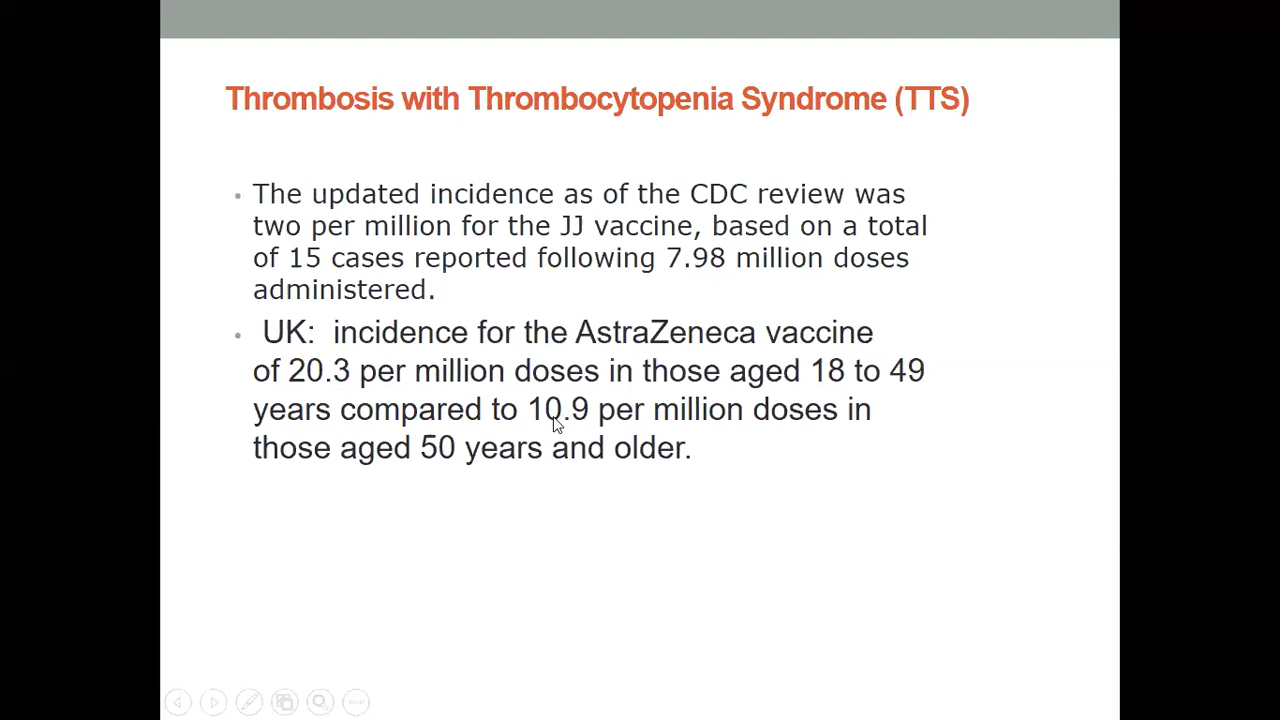 Thrombosis with Thrombocytopenia Syndrome (TTS)
• The updated incidence as of the CDC review was
two per million for the JJ vaccine, based on a total
of 15 cases reported following 7.98 million doses
administered.
• UK:  incidence for the AstraZeneca vaccine
of 20.3 per million doses in those aged 18 to 49
years compared to 10.9 per million doses in
those aged 50 years and older.